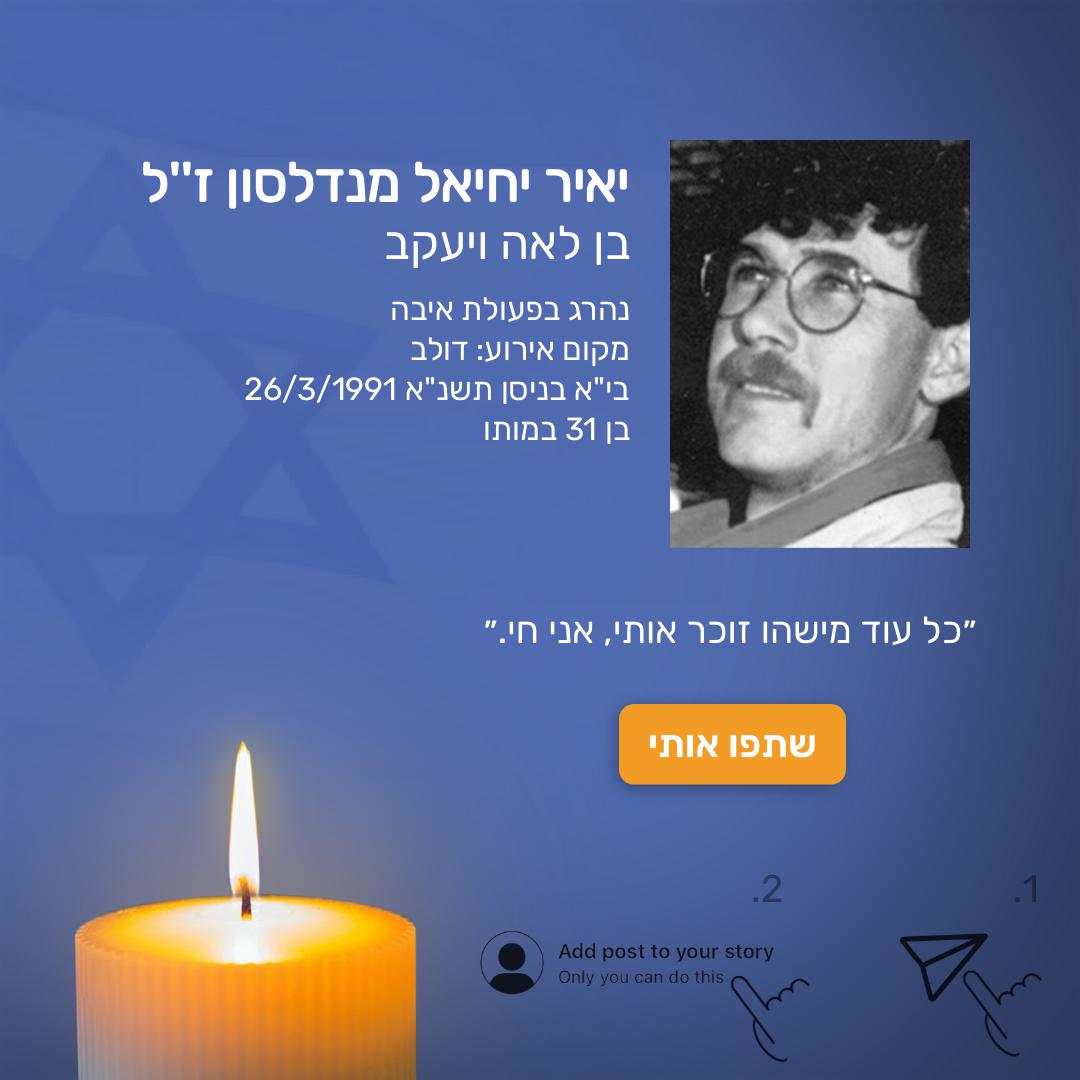 יאיר יחיאל מנדלסון ז"ל
בן לאה ויעקב
נהרג בפעולת איבה
מקום אירוע: דולב
בי"א בניסן תשנ"א 26/3/1991
בן 31 במותו
״כל עוד מישהו זוכר אותי, אני חי.״
שתפו אותי
1.
2.
Add post to your story
Only you can do this